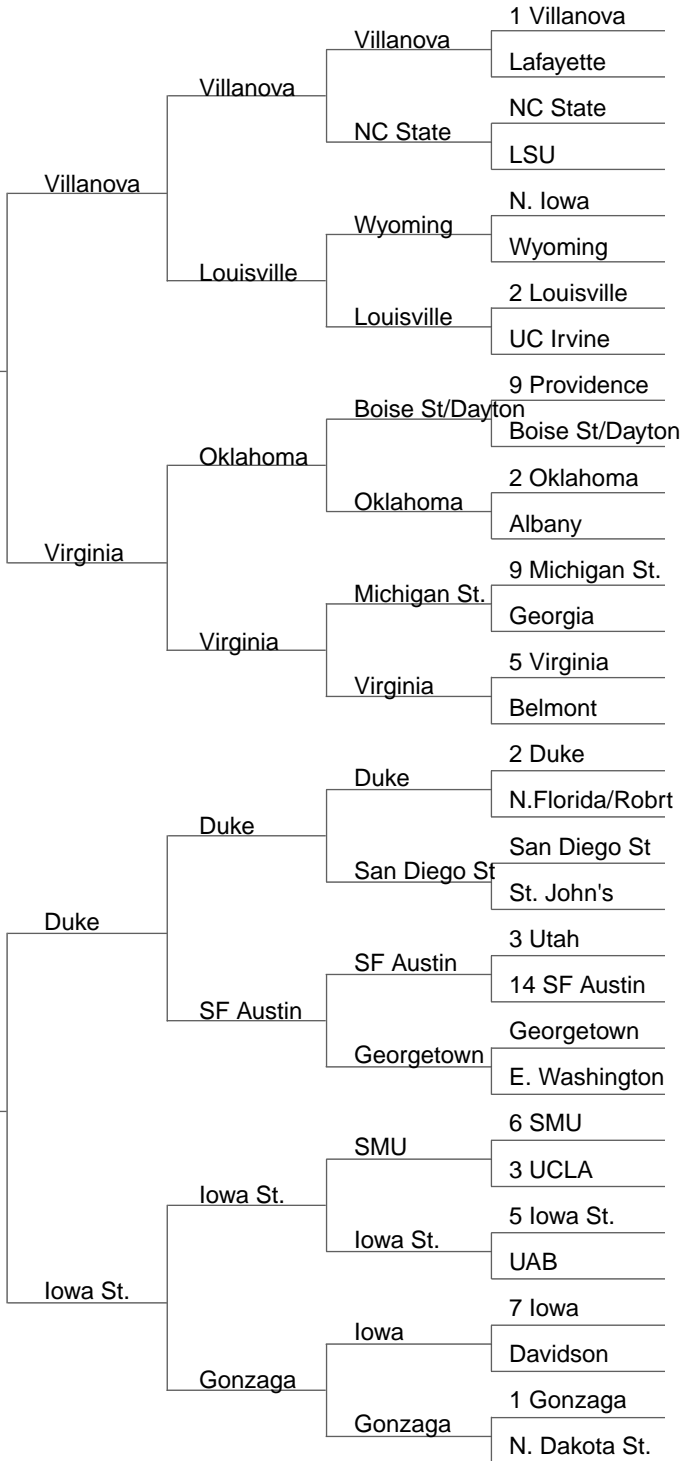 1 Villanova
Villanova
Lafayette
Villanova
NC State
NC State
LSU
Villanova
N. Iowa
Wyoming
Wyoming
Louisville
2 Louisville
Louisville
UC Irvine
9 Providence
Boise St/Dayton
Boise St/Dayton
Oklahoma
2 Oklahoma
Oklahoma
Albany
Virginia
9 Michigan St.
Michigan St.
Georgia
Virginia
5 Virginia
Virginia
Belmont
2 Duke
Duke
N.Florida/Robrt
Duke
San Diego St
San Diego St
St. John's
Duke
3 Utah
SF Austin
14 SF Austin
SF Austin
Georgetown
Georgetown
E. Washington
6 SMU
SMU
3 UCLA
Iowa St.
5 Iowa St.
Iowa St.
UAB
Iowa St.
7 Iowa
Iowa
Davidson
Gonzaga
1 Gonzaga
Gonzaga
N. Dakota St.